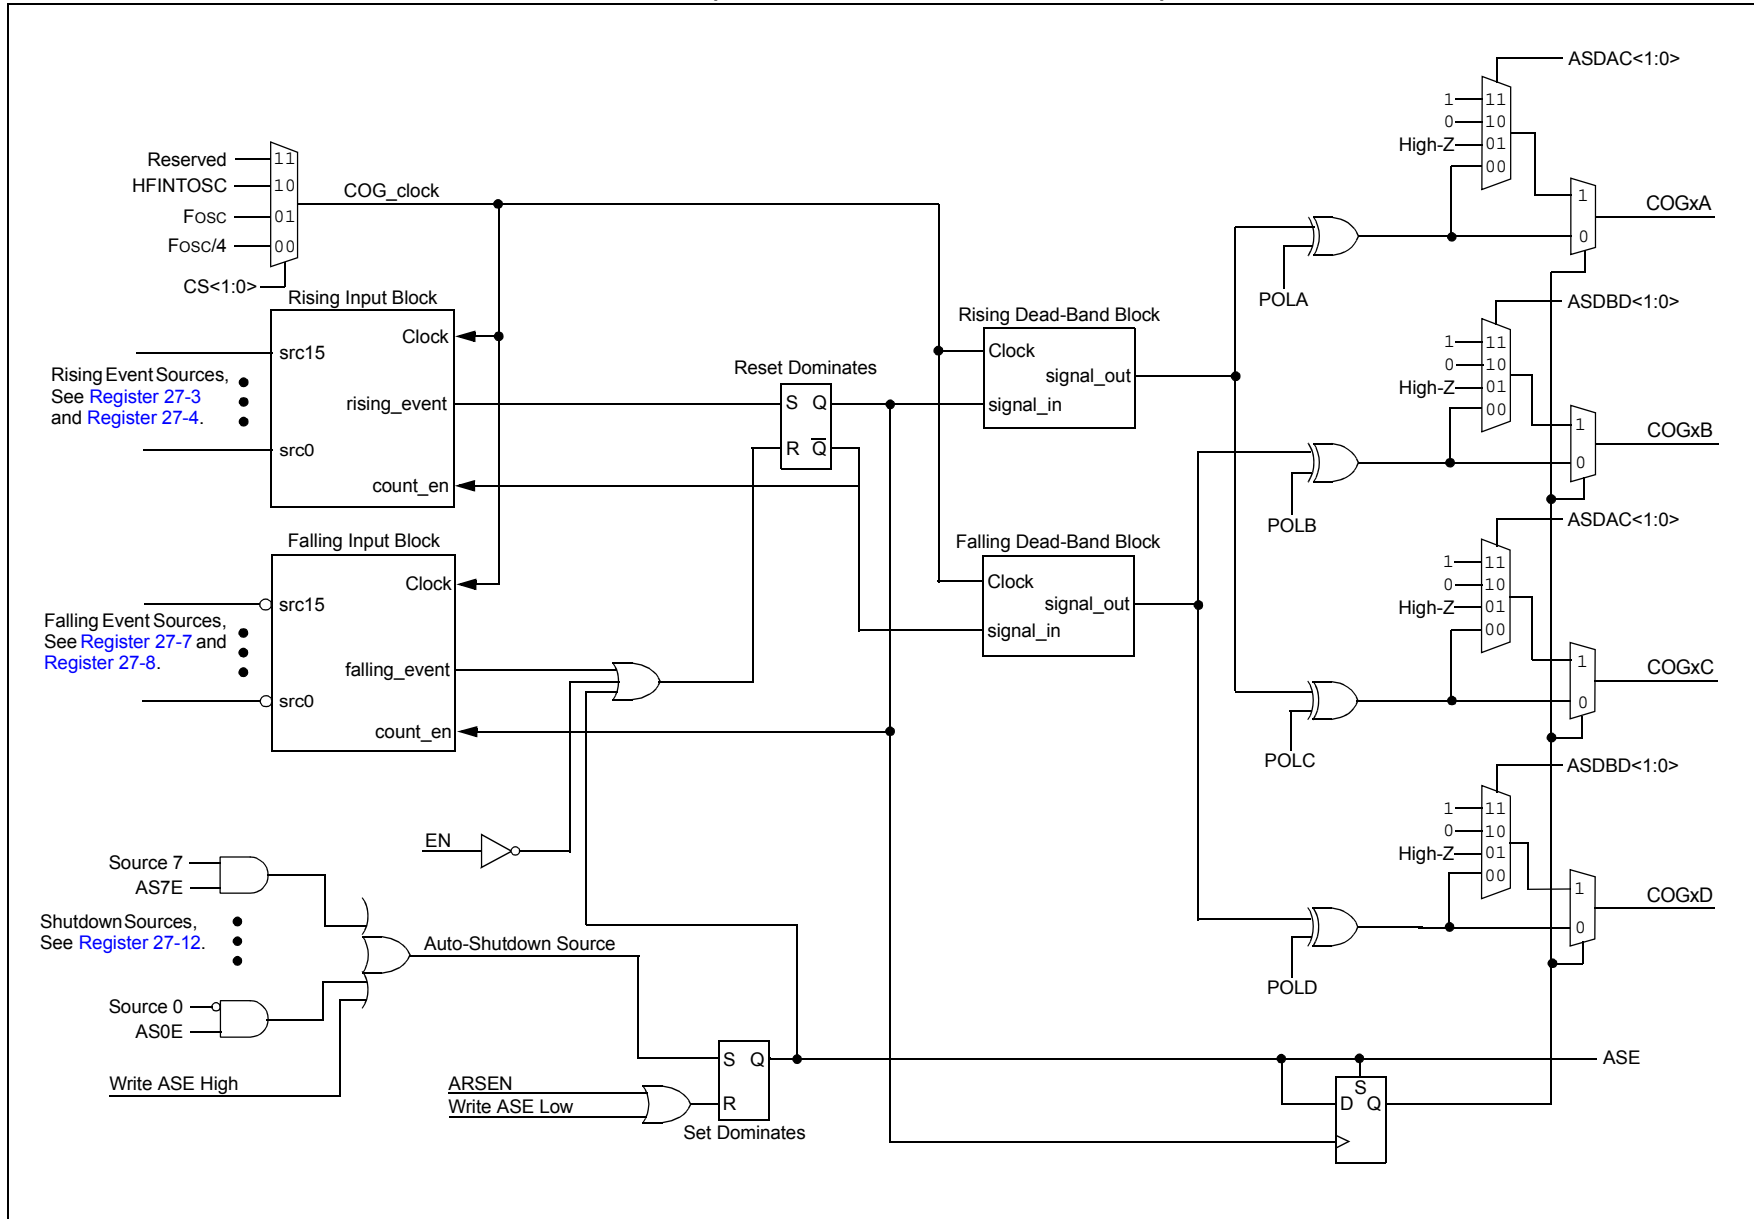 ASDAC<1:0>
1 11
0 10
High-Z 01
00
1
0
COGxA
POLA
Reserved 11
HFINTOSC 10
Fosc 01
Fosc/4 00
CS<1:0>
COG_clock
Rising Input Block
Clock
src15
Rising Event Sources,
See Register 27-3
and Register 27-4.
rising_event
src0
count_en
Reset Dominates
S Q
R Q
Rising Dead-Band Block
Clock
signal_out
signal_in
ASDBD<1:0>
1 11
0 10
High-Z 01
00
1
0
COGxB
POLB
Falling Input Block
Clock
src15
Falling Event Sources,
See Register 27-7 and
Register 27-8.
falling_event
src0
count_en
Falling Dead-Band Block
Clock
signal_out
signal_in
ASDAC<1:0>
1 11
0 10
High-Z 01
00
1
0
COGxC
POLC
EN
Source 7
AS7E
Shutdown Sources,
See Register 27-12.
Source 0
AS0E
Write ASE High
Auto-Shutdown Source
ARSEN
Write ASE Low
S Q
R
Set Dominates
ASDBD<1:0>
1 11
0 10
High-Z 01
00
1
0
COGxD
POLD
ASE
S
D Q